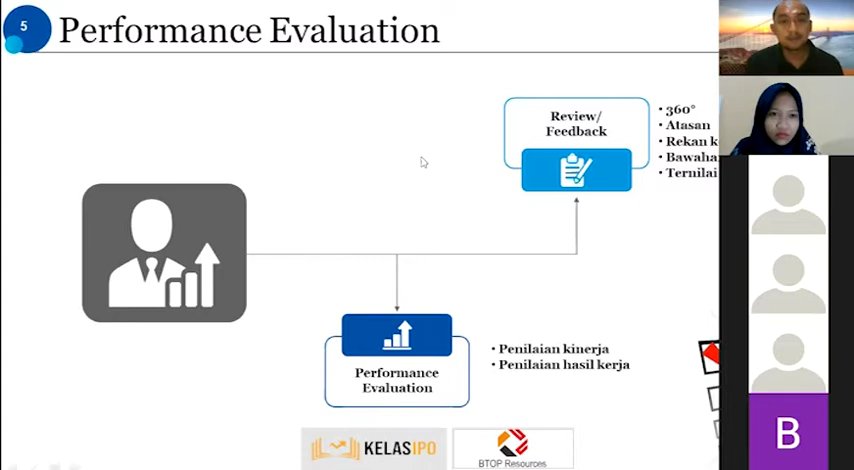 5
Performance Evaluation
Review/
Feedback
• 360°
• Atasan
• Rekan
• Ternilai
Performance
Evaluation
• Penilaian kinerja
• Penilaian hasil kerja
KELASIPO
BTOP Resources
B